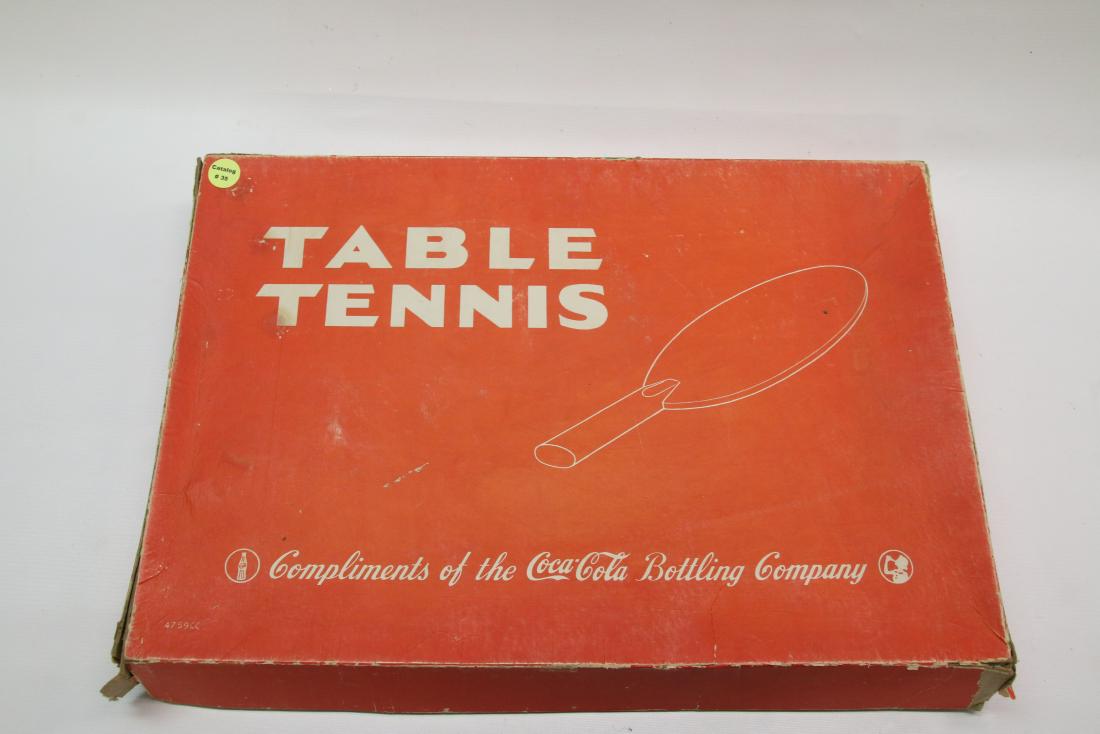 Catalog
# 35
TABLE
TENNIS
Compliments of the Coca-Cola Bottling Company
4759CC